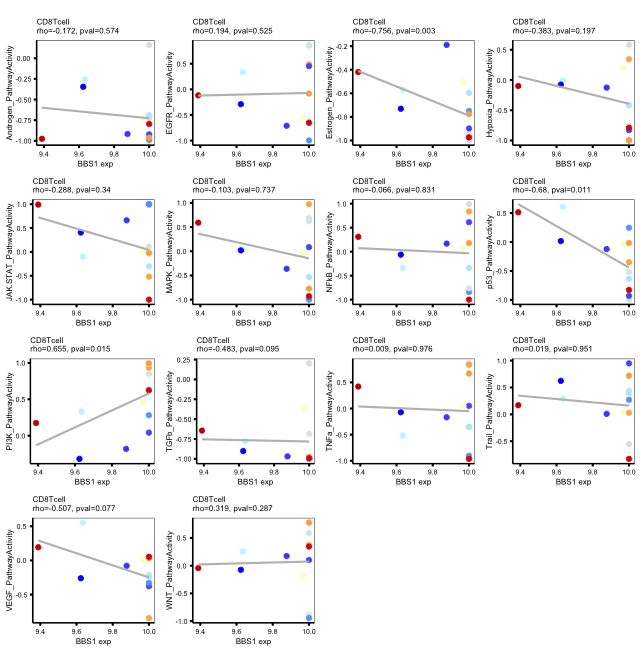 CD8Tcell
rho=-0.172, pval=0.574
Androgen_PathwayActivity
0.00
-0.25
-0.50
-0.75
-1.00
9.4 9.6 9.8 10.0
BBS1 exp
CD8Tcell
rho=0.194, pval=0.525
EGFR_PathwayActivity
0.5
0.0
-0.5
-1.0
9.4 9.6 9.8 10.0
BBS1 exp
CD8Tcell
rho=-0.756, pval=0.003
Estrogen_PathwayActivity
-0.2
-0.4
-0.6
-0.8
-1.0
9.4 9.6 9.8 10.0
BBS1 exp
CD8Tcell
rho=-0.383, pval=0.197
Hypoxia_PathwayActivity
0.5
0.0
-0.5
-1.0
9.4 9.6 9.8 10.0
BBS1 exp
CD8Tcell
rho=-0.288, pval=0.34
JAK-STAT_PathwayActivity
1.0
0.5
0.0
-0.5
-1.0
9.4 9.6 9.8 10.0
BBS1 exp
CD8Tcell
rho=-0.103, pval=0.737
MAPK_PathwayActivity
1.0
0.5
0.0
-0.5
-1.0
9.4 9.6 9.8 10.0
BBS1 exp
CD8Tcell
rho=-0.066, pval=0.831
NFkB_PathwayActivity
1.0
0.5
0.0
-0.5
-1.0
9.4 9.6 9.8 10.0
BBS1 exp
CD8Tcell
rho=-0.68, pval=0.011
p53_PathwayActivity
0.5
0.0
-0.5
-1.0
9.4 9.6 9.8 10.0
BBS1 exp
CD8Tcell
rho=0.655, pval=0.015
PI3K_PathwayActivity
1.0
0.5
0.0
9.4 9.6 9.8 10.0
BBS1 exp
CD8Tcell
rho=-0.483, pval=0.095
TGFb_PathwayActivity
0.25
0.00
-0.25
-0.50
-0.75
-1.00
9.4 9.6 9.8 10.0
BBS1 exp
CD8Tcell
rho=0.009, pval=0.976
TNFa_PathwayActivity
0.5
0.0
-0.5
-1.0
9.4 9.6 9.8 10.0
BBS1 exp
CD8Tcell
rho=0.019, pval=0.951
Trail_PathwayActivity
0.5
0.0
-0.5
9.4 9.6 9.8 10.0
BBS1 exp
CD8Tcell
rho=-0.507, pval=0.077
VEGF_PathwayActivity
0.5
0.0
-0.5
9.4 9.6 9.8 10.0
BBS1 exp
CD8Tcell
rho=0.319, pval=0.287
WNT_PathwayActivity
0.5
0.0
-0.5
-1.0
9.4 9.6 9.8 10.0
BBS1 exp